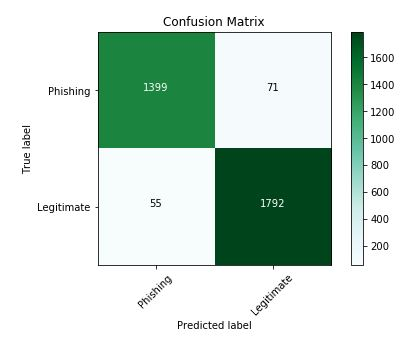 Confusion Matrix
True label
Phishing
1399
71
Legitimate
55
1792
Phishing
Legitimate
Predicted label
1600
1400
1200
1000
800
600
400
200